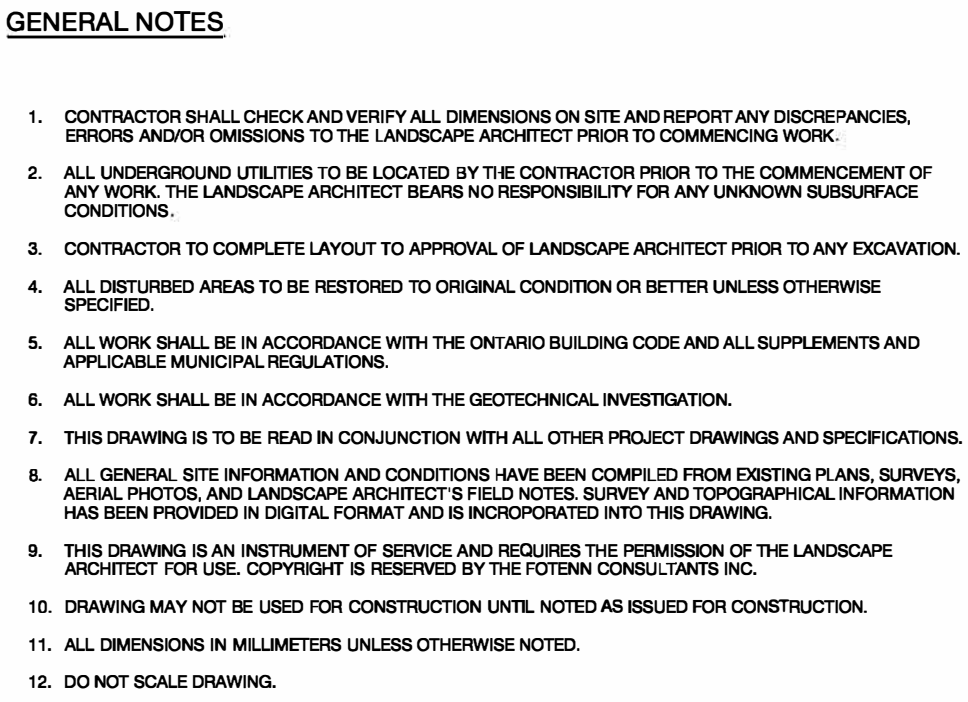 GENERAL NOTES
1. CONTRACTOR SHALL CHECK AND VERIFY ALL DIMENSIONS ON SITE AND REPORT ANY DISCREPANCIES,
ERRORS AND/OR OMISSIONS TO THE LANDSCAPE ARCHITECT PRIOR TO COMMENCING WORK.
2. ALL UNDERGROUND UTILITIES TO BE LOCATED BY THE CONTRACTOR PRIOR TO THE COMMENCEMENT OF
ANY WORK. THE LANDSCAPE ARCHITECT BEARS NO RESPONSIBILITY FOR ANY UNKNOWN SUBSURFACE
CONDITIONS.
3. CONTRACTOR TO COMPLETE LAYOUT TO APPROVAL OF LANDSCAPE ARCHITECT PRIOR TO ANY EXCAVATION.
4. ALL DISTURBED AREAS TO BE RESTORED TO ORIGINAL CONDITION OR BETTER UNLESS OTHERWISE
SPECIFIED.
5. ALL WORK SHALL BE IN ACCORDANCE WITH THE ONTARIO BUILDING CODE AND ALL SUPPLEMENTS AND
APPLICABLE MUNICIPAL REGULATIONS.
6. ALL WORK SHALL BE IN ACCORDANCE WITH THE GEOTECHNICAL INVESTIGATION.
7. THIS DRAWING IS TO BE READ IN CONJUNCTION WITH ALL OTHER PROJECT DRAWINGS AND SPECIFICATIONS.
8. ALL GENERAL SITE INFORMATION AND CONDITIONS HAVE BEEN COMPILED FROM EXISTING PLANS, SURVEYS,
AERIAL PHOTOS, AND LANDSCAPE ARCHITECT'S FIELD NOTES. SURVEY AND TOPOGRAPHICAL INFORMATION
HAS BEEN PROVIDED IN DIGITAL FORMAT AND IS INCROPORATED INTO THIS DRAWING.
9. THIS DRAWING IS AN INSTRUMENT OF SERVICE AND REQUIRES THE PERMISSION OF THE LANDSCAPE
ARCHITECT FOR USE. COPYRIGHT IS RESERVED BY THE FOTENN CONSULTANTS INC.
10. DRAWING MAY NOT BE USED FOR CONSTRUCTION UNTIL NOTED AS ISSUED FOR CONSTRUCTION.
11. ALL DIMENSIONS IN MILLIMETERS UNLESS OTHERWISE NOTED.
12. DO NOT SCALE DRAWING.